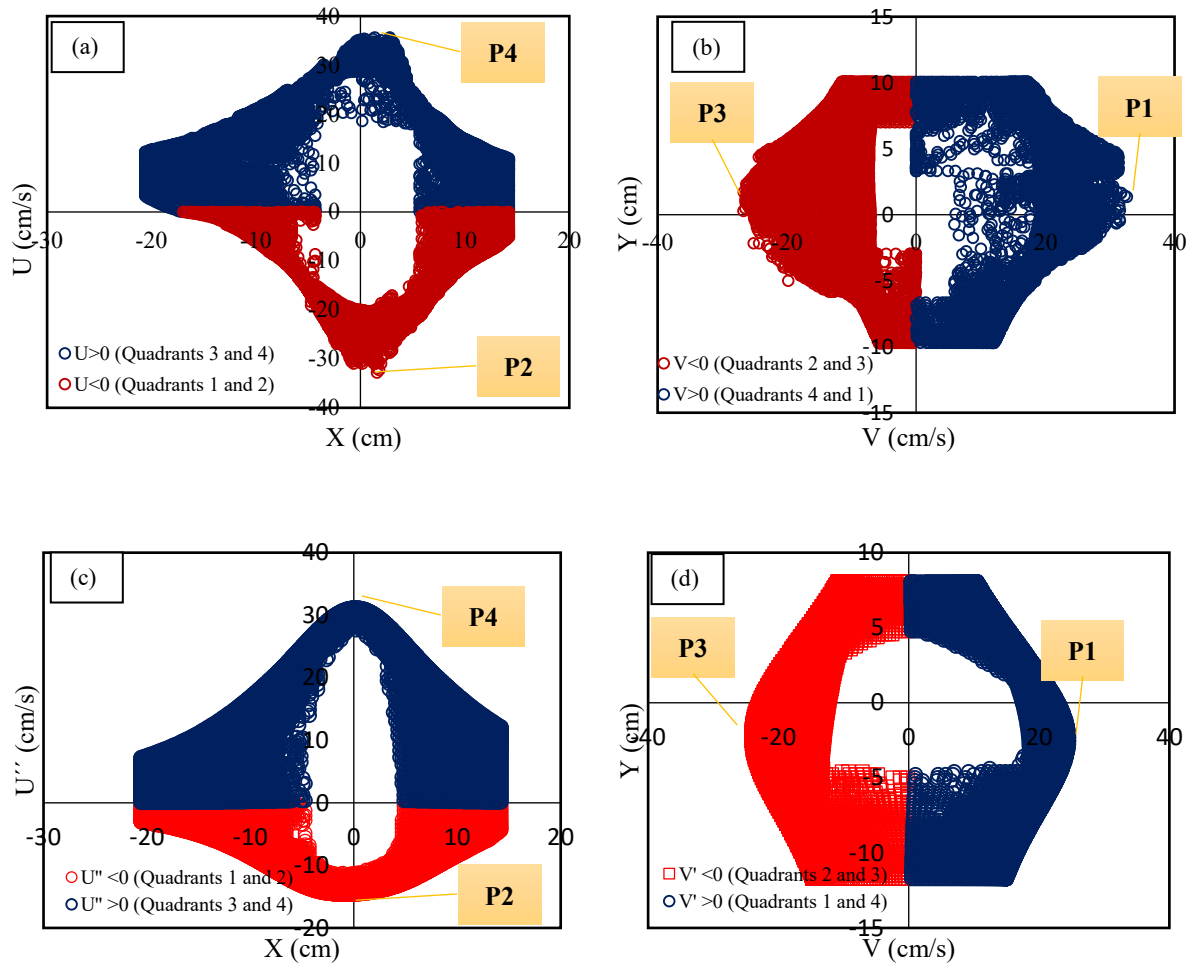 (a)
40
30
20
10
0
-10
-20
-30
-40
-30
-20
-10
0
10
20
U (cm/s)
X (cm)
P4
P2
U>0 (Quadrants 3 and 4)
U<0 (Quadrants 1 and 2)
(b)
15
10
5
0
-5
-10
-15
-40
-20
0
20
40
Y (cm)
V (cm/s)
P3
P1
V<0 (Quadrants 2 and 3)
V>0 (Quadrants 4 and 1)
(c)
40
30
20
10
0
-10
-20
-30
-20
-10
0
10
20
U´´ (cm/s)
X (cm)
P4
P2
U" <0 (Quadrants 1 and 2)
U" >0 (Quadrants 3 and 4)
(d)
10
5
0
-5
-10
-15
-40
-20
0
20
40
Y (cm)
V (cm/s)
P3
P1
V' <0 (Quadrants 2 and 3)
V' >0 (Quadrants 1 and 4)